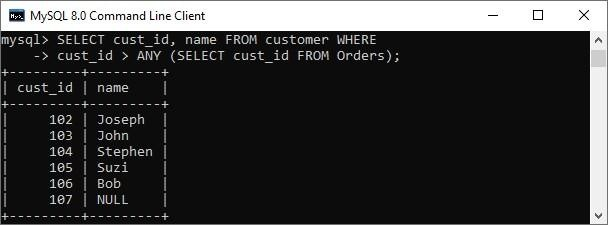 MySQL 8.0 Command Line Client
mysql> SELECT cust_id, name FROM customer WHERE
    -> cust_id > ANY (SELECT cust_id FROM Orders);
+---------+---------+
| cust_id | name    |
+---------+---------+
|     102 | Joseph  |
|     103 | John    |
|     104 | Stephen |
|     105 | Suzi    |
|     106 | Bob     |
|     107 | NULL    |
+---------+---------+